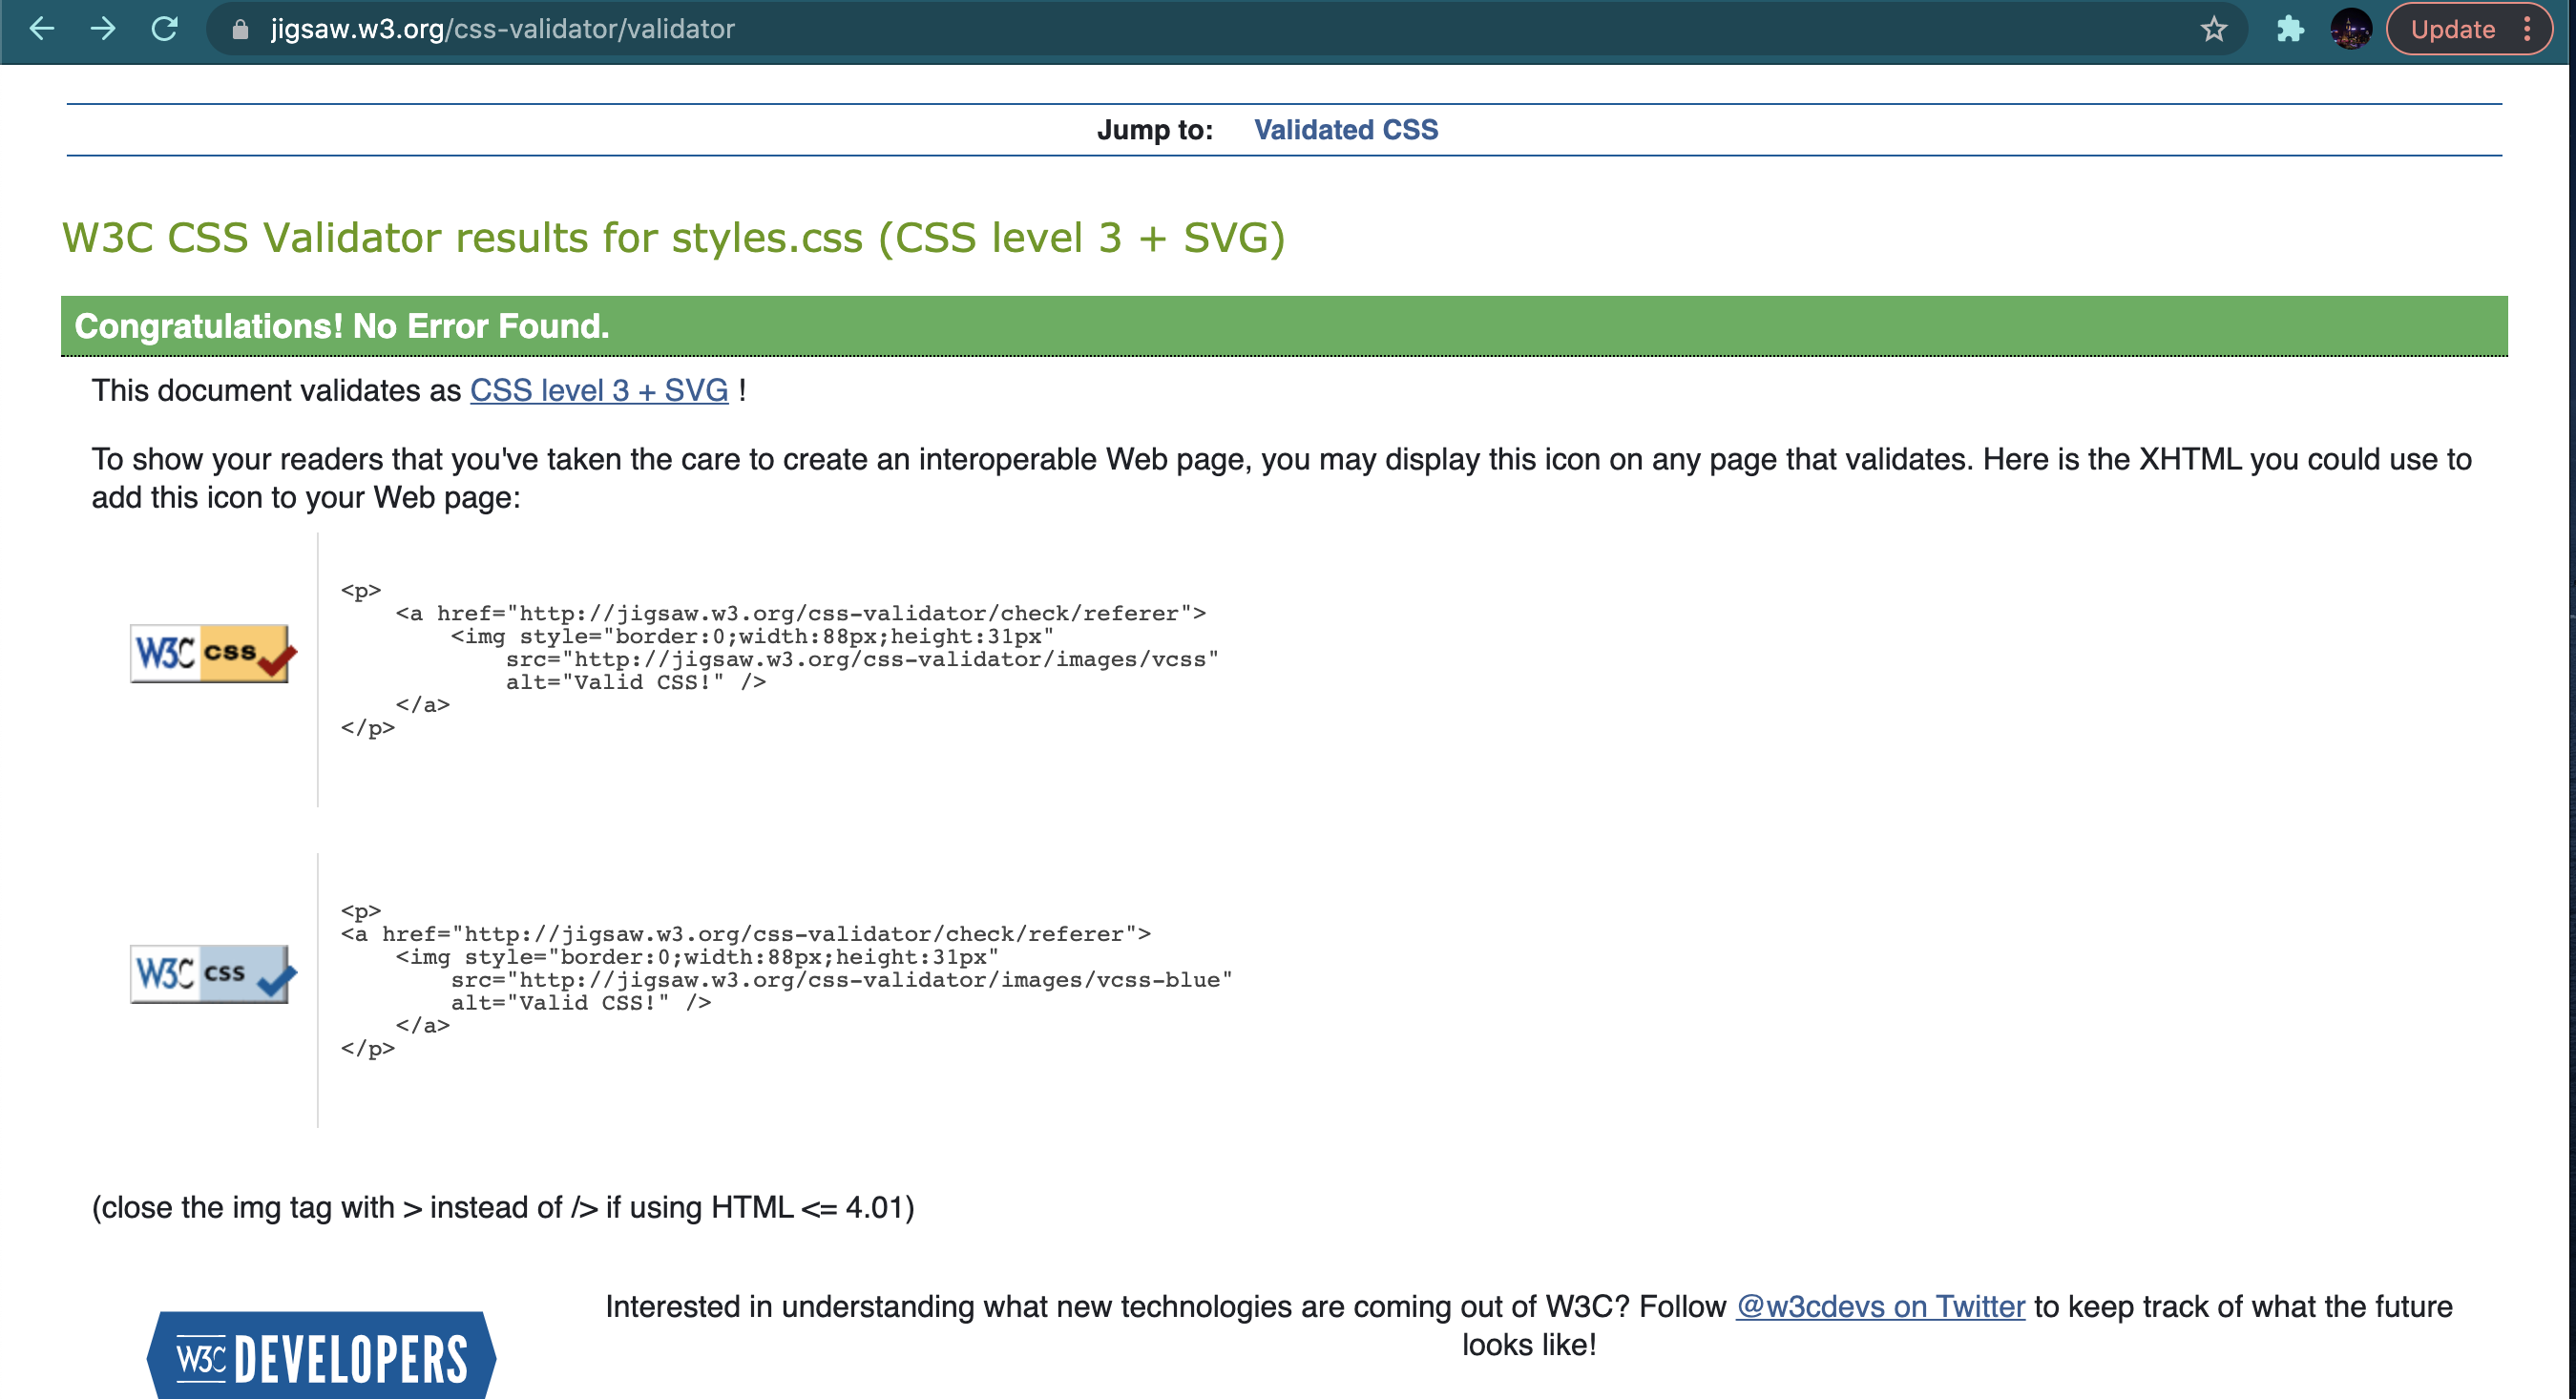 jigsaw.w3.org/css-validator/validator
Update
Jump to: Validated CSS
W3C CSS Validator results for styles.css (CSS level 3 + SVG)
Congratulations! No Error Found.
This document validates as CSS level 3 + SVG !
To show your readers that you've taken the care to create an interoperable Web page, you may display this icon on any page that validates. Here is the XHTML you could use to
add this icon to your Web page:
W3C css
<p>
<a href="http://jigsaw.w3.org/css-validator/check/referer">
<img style="border:0;width:88px;height:31px"
src="http://jigsaw.w3.org/css-validator/images/vcss"
alt="Valid CSS!" />
</a>
</p>
W3C css
<p>
<a href="http://jigsaw.w3.org/css-validator/check/referer">
<img style="border:0;width:88px;height:31px"
src="http://jigsaw.w3.org/css-validator/images/vcss-blue"
alt="Valid CSS!" />
</a>
</p>
(close the img tag with > instead of /> if using HTML <= 4.01)
W3C DEVELOPERS
Interested in understanding what new technologies are coming out of W3C? Follow @w3cdevs on Twitter to keep track of what the future
looks like!